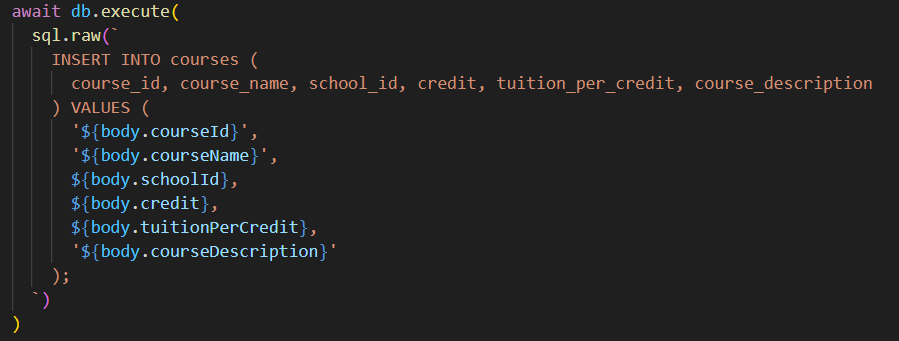 await db.execute(
sql.raw(`
INSERT INTO courses (
course_id, course_name, school_id, credit, tuition_per_credit, course_description
) VALUES (
'${body.courseId}',
'${body.courseName}',
${body.schoolId},
${body.credit},
${body.tuitionPerCredit},
'${body.courseDescription}'
);
`)
)